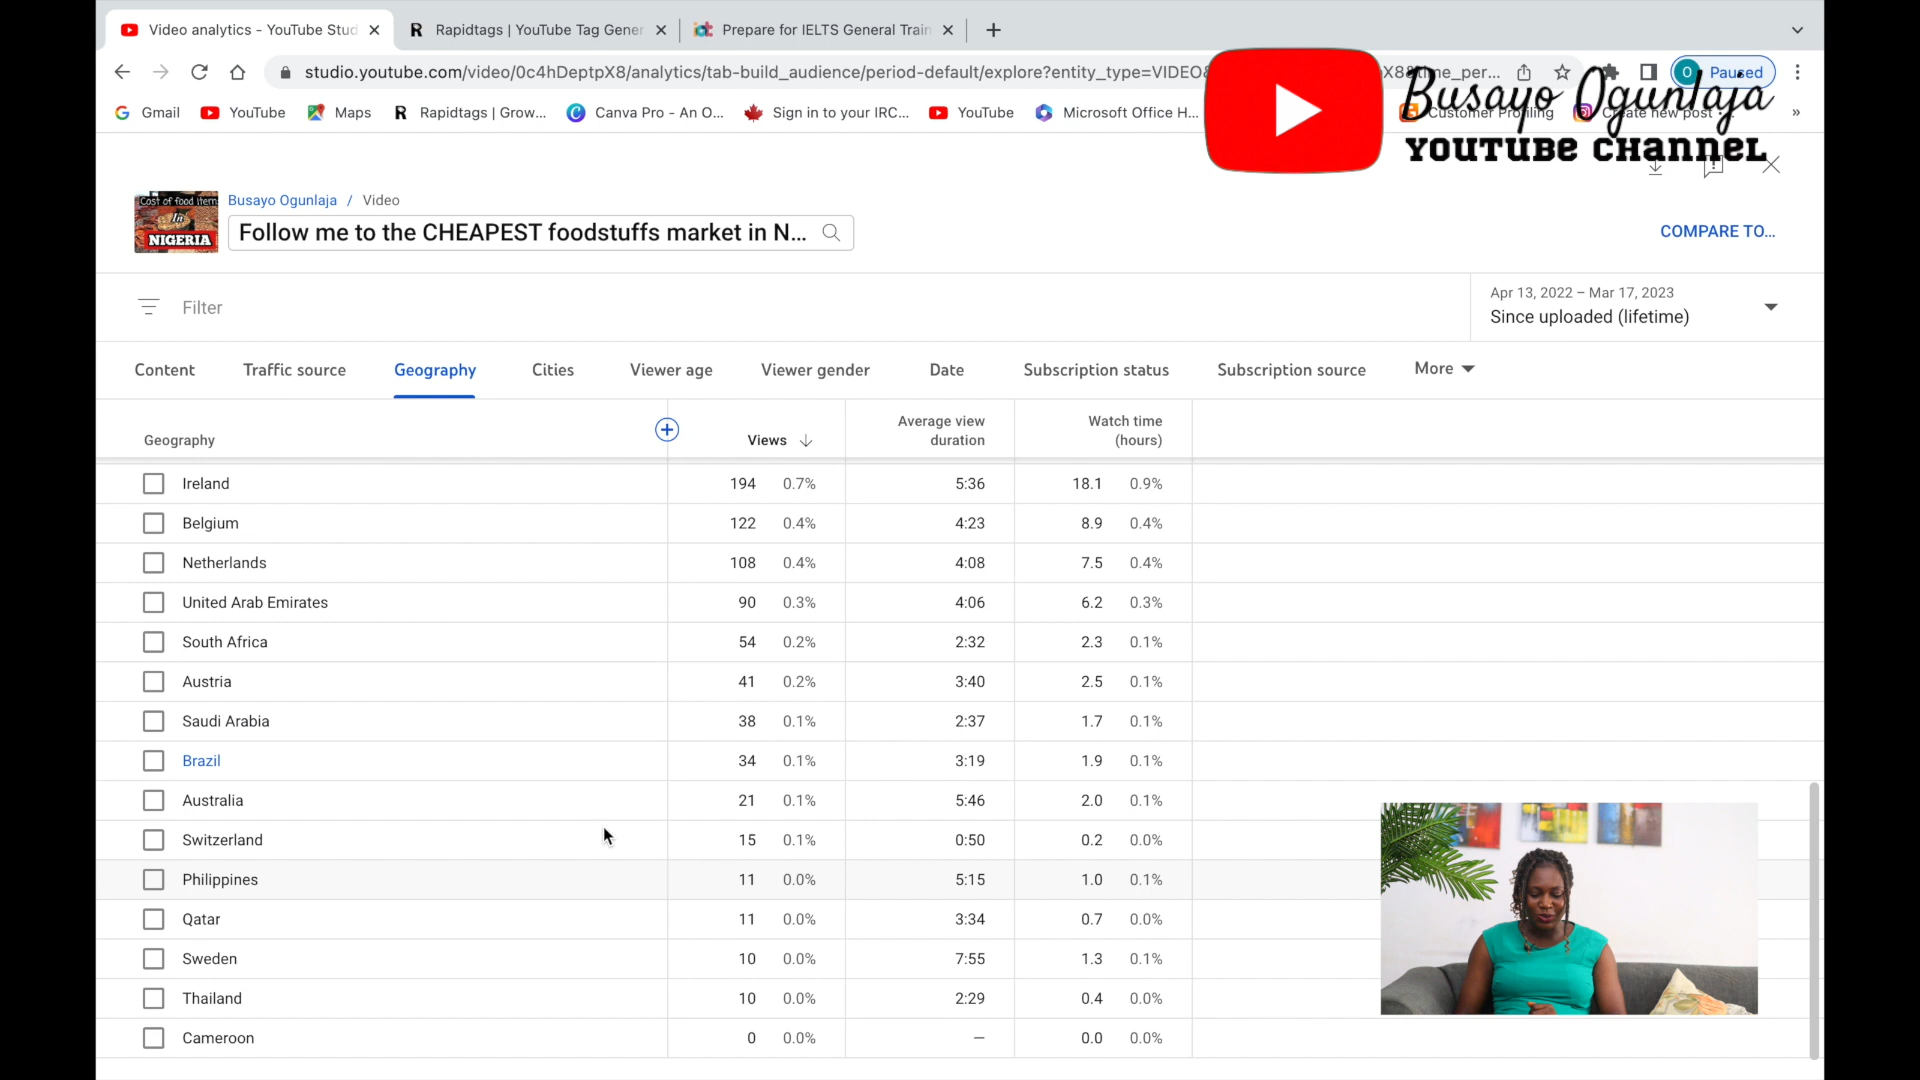 Video analytics - YouTube Stud
Rapidtags | YouTube Tag Gener
Prepare for IELTS General Train
studio.youtube.com/video/0c4hDeptpX8/analytics/tab-build_audience/period-default/explore?entity_type=VIDEO
X8&time_per...
O Paused
Gmail
YouTube
Maps
Rapidtags | Grow...
Canva Pro - An O...
Sign in to your IRC...
YouTube
Microsoft Office H...
Customer Profiling
Create new post
Busayo Ogunlaja
YOUTUBE CHANNEL
Cost of food item
In
NIGERIA
Busayo Ogunlaja / Video
Follow me to the CHEAPEST foodstuffs market in N...
COMPARE TO...
Filter
Apr 13, 2022 – Mar 17, 2023
Since uploaded (lifetime)
Content Traffic source Geography Cities Viewer age Viewer gender Date Subscription status Subscription source More
Geography Views Average view duration Watch time (hours)
Ireland 194 0.7% 5:36 18.1 0.9%
Belgium 122 0.4% 4:23 8.9 0.4%
Netherlands 108 0.4% 4:08 7.5 0.4%
United Arab Emirates 90 0.3% 4:06 6.2 0.3%
South Africa 54 0.2% 2:32 2.3 0.1%
Austria 41 0.2% 3:40 2.5 0.1%
Saudi Arabia 38 0.1% 2:37 1.7 0.1%
Brazil 34 0.1% 3:19 1.9 0.1%
Australia 21 0.1% 5:46 2.0 0.1%
Switzerland 15 0.1% 0:50 0.2 0.0%
Philippines 11 0.0% 5:15 1.0 0.1%
Qatar 11 0.0% 3:34 0.7 0.0%
Sweden 10 0.0% 7:55 1.3 0.1%
Thailand 10 0.0% 2:29 0.4 0.0%
Cameroon 0 0.0% — 0.0 0.0%